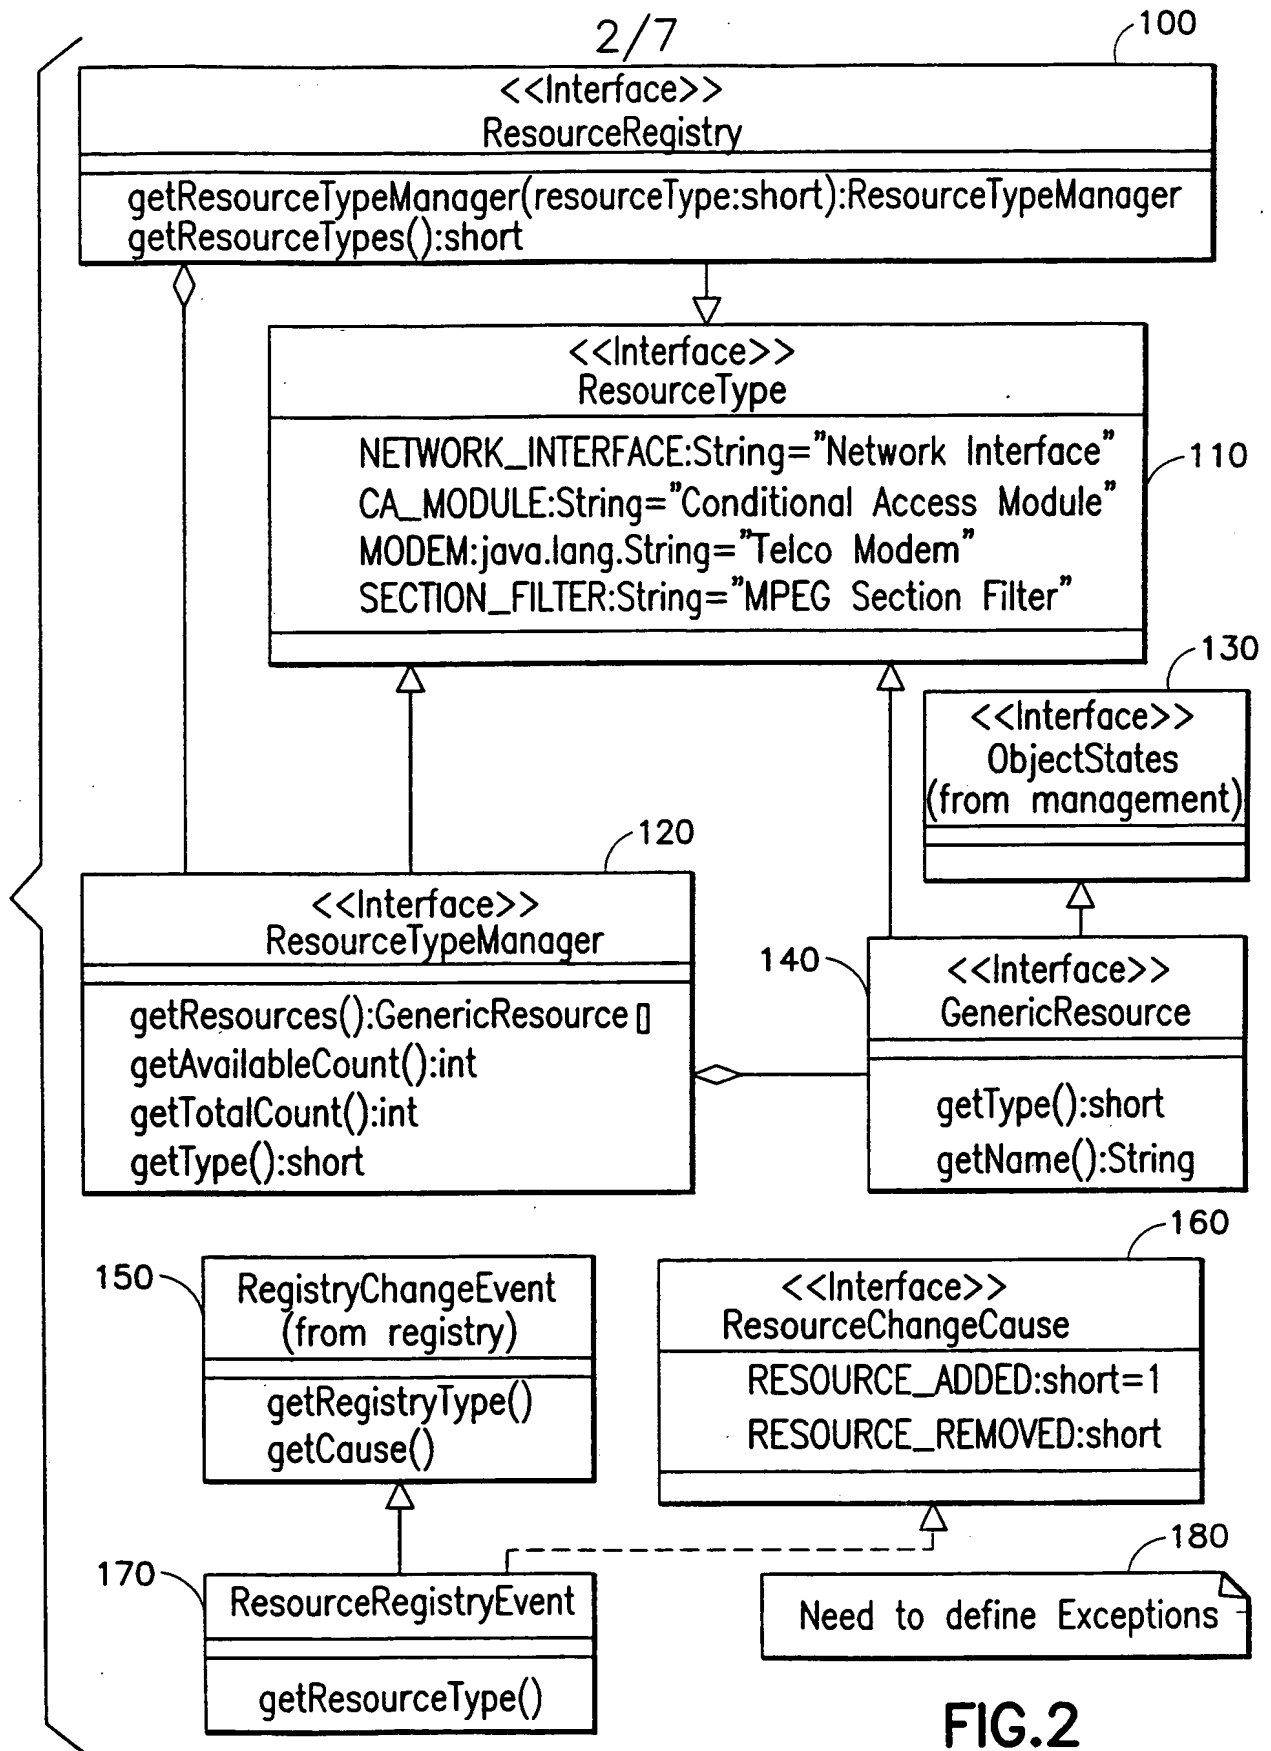 2/7
100
<<Interface>>
ResourceRegistry
getResourceTypeManager(resourceType:short):ResourceTypeManager
getResourceTypes():short
<<Interface>>
ResourceType
NETWORK_INTERFACE:String="Network Interface"
CA_MODULE:String="Conditional Access Module"
MODEM:java.lang.String="Telco Modem"
SECTION_FILTER:String="MPEG Section Filter"
110
130
<<Interface>>
ObjectStates
(from management)
120
<<Interface>>
ResourceTypeManager
getResources():GenericResource []
getAvailableCount():int
getTotalCount():int
getType():short
140
<<Interface>>
GenericResource
getType():short
getName():String
150
RegistryChangeEvent
(from registry)
getRegistryType()
getCause()
160
<<Interface>>
ResourceChangeCause
RESOURCE_ADDED:short=1
RESOURCE_REMOVED:short
170
ResourceRegistryEvent
getResourceType()
180
Need to define Exceptions
FIG.2